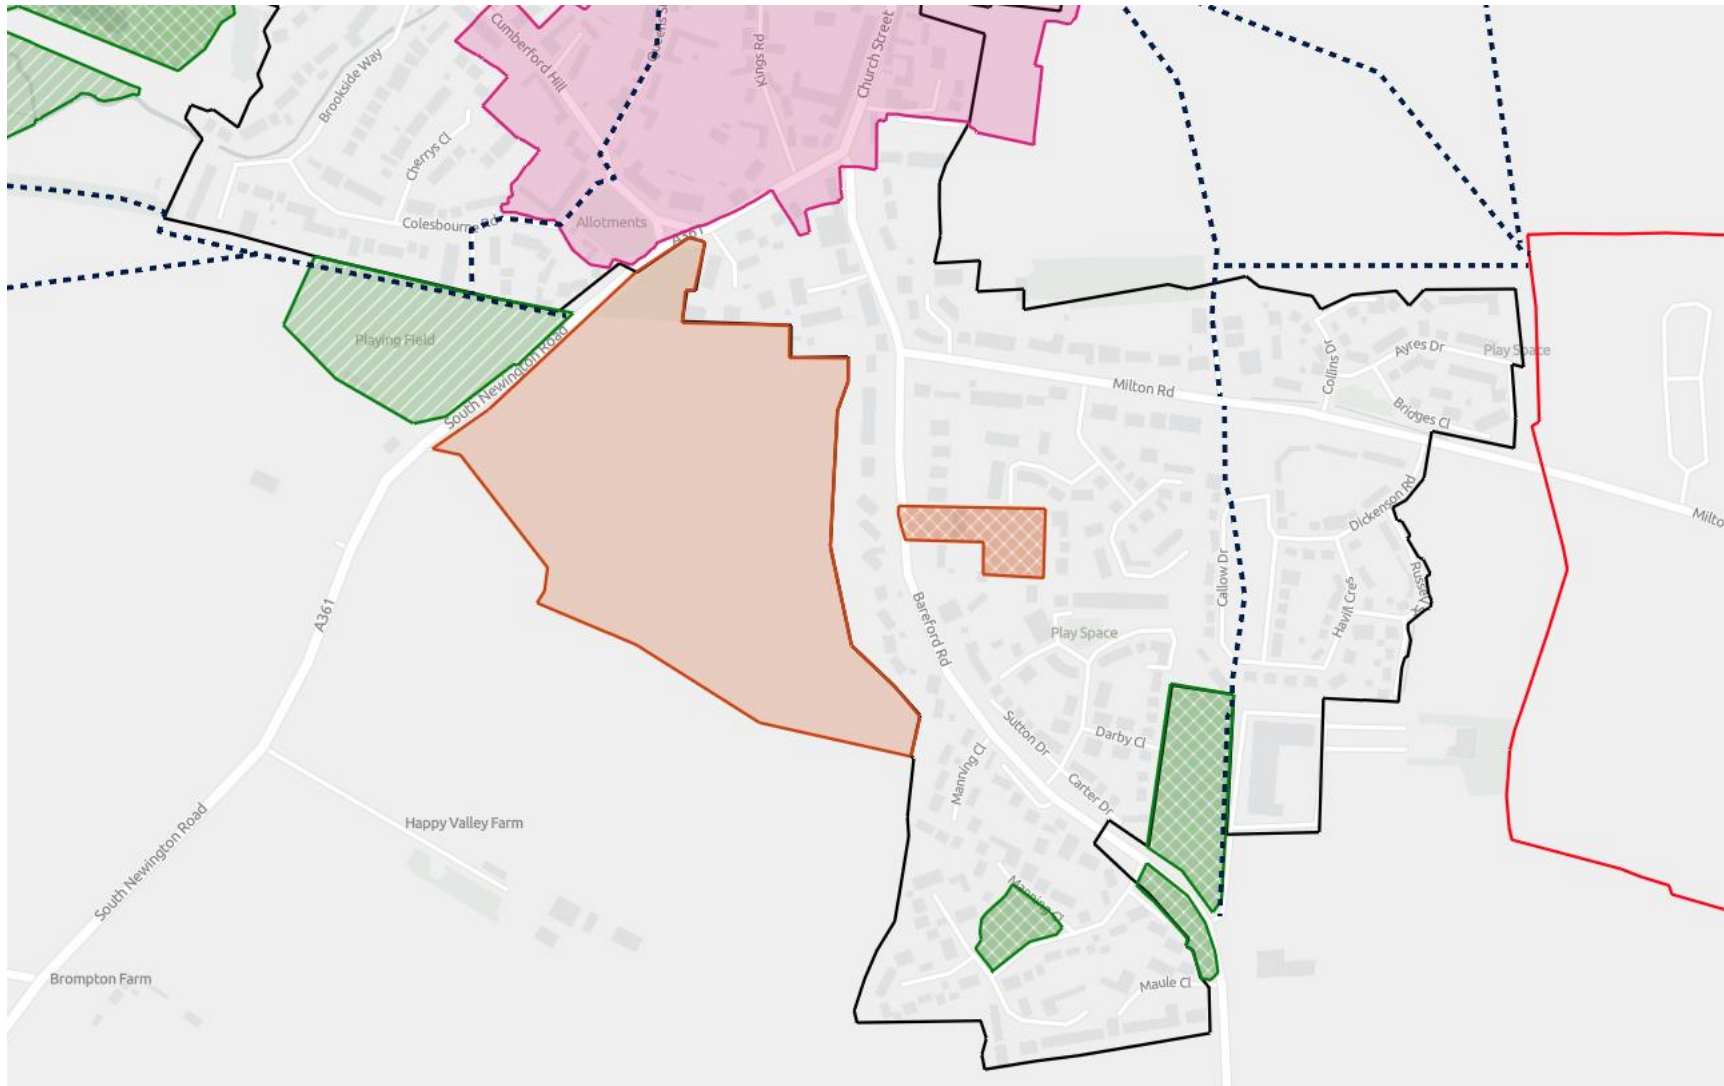 Cumberford Hill
Kings Rd
Church Street
Brookside Way
Cherrys Cl
Colesbourne Rd
Allotments
A361
Playing Field
South Newington Road
Milton Rd
Collins Dr
Ayres Dr
Play Space
Bridges Cl
Dickenson Rd
Callow Dr
Havill Cres
A361
Bareford Rd
Play Space
Sutton Dr
Darby Cl
Manning Cl
Carter Dr
Happy Valley Farm
South Newington Road
Manning Cl
Brompton Farm
Maule Cl